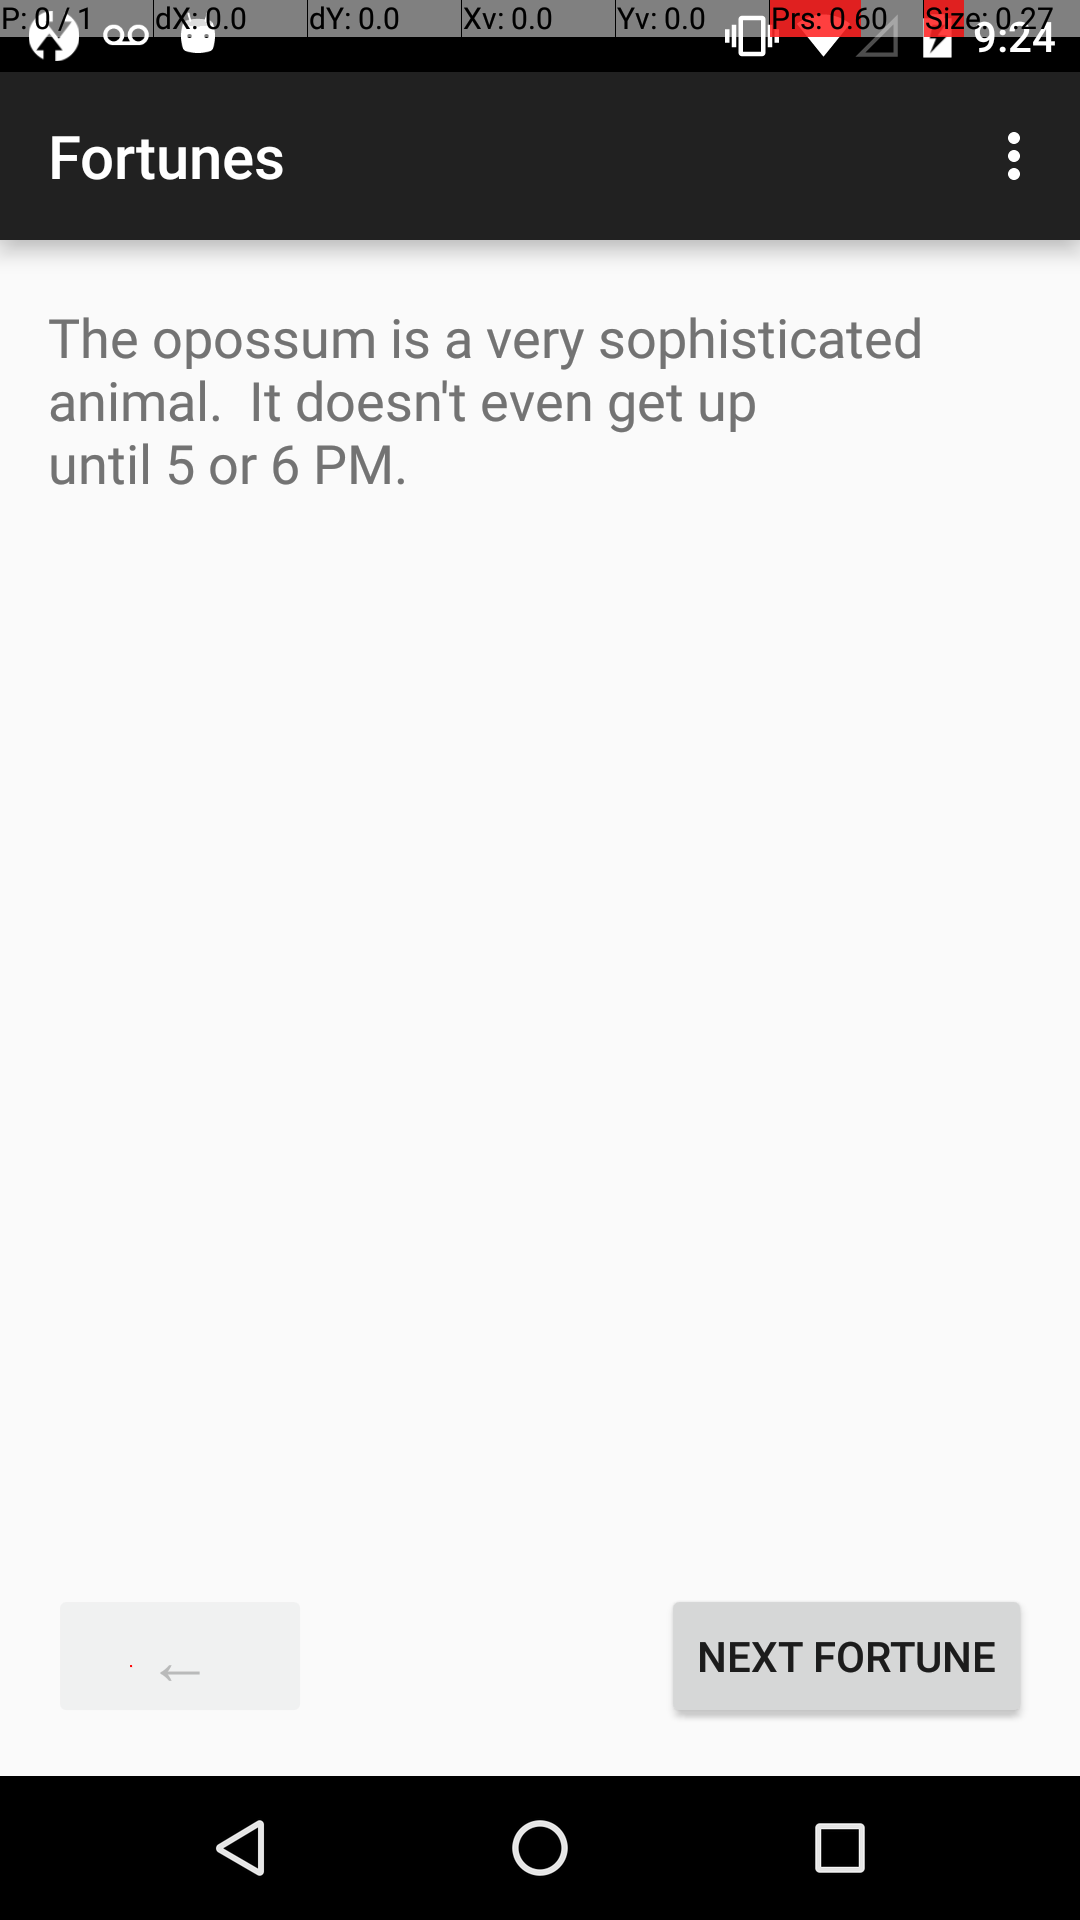 P: 0 / 1 dX: 0.0 dY: 0.0 Xv: 0.0 Yv: 0.0 Prs: 0.60 Size: 0.27
9:24
Fortunes
The opossum is a very sophisticated
animal.  It doesn't even get up
until 5 or 6 PM.
← NEXT FORTUNE